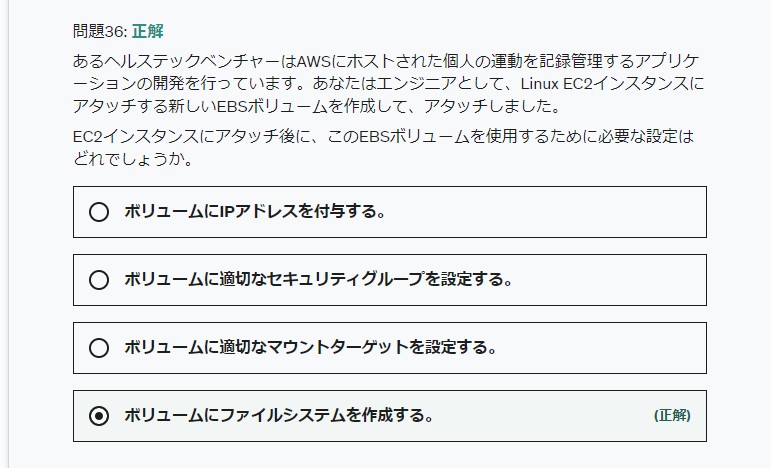 問題36: 正解
あるヘルステックベンチャーはAWSにホストされた個人の運動を記録管理するアプリケ
ーションの開発を行っています。あなたはエンジニアとして、Linux EC2インスタンスに
アタッチする新しいEBSボリュームを作成して、アタッチしました。
EC2インスタンスにアタッチ後に、このEBSボリュームを使用するために必要な設定は
どれでしょうか。
ボリュームにIPアドレスを付与する。
ボリュームに適切なセキュリティグループを設定する。
ボリュームに適切なマウントターゲットを設定する。
ボリュームにファイルシステムを作成する。 (正解)